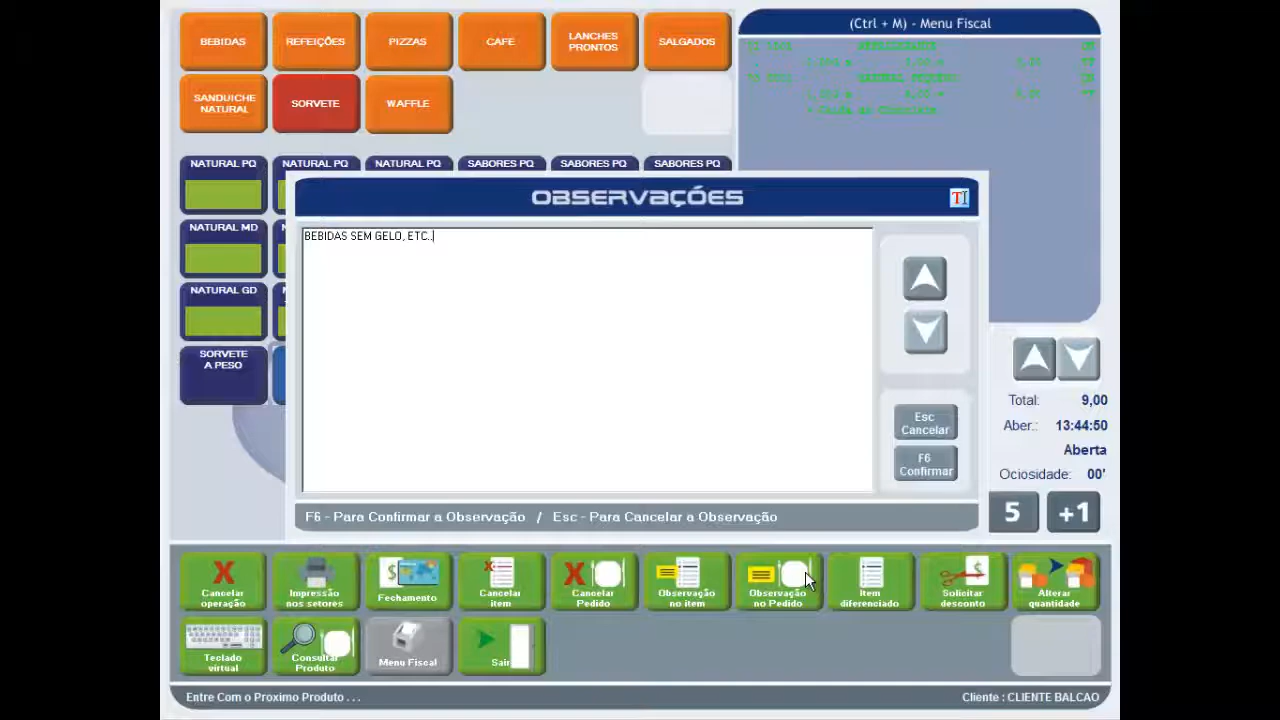 BEBIDAS
REFEIÇÕES
PIZZAS
CAFE
LANCHES
PRONTOS
SALGADOS
SANDUICHE
NATURAL
SORVETE
WAFFLE
(Ctrl + M) - Menu Fiscal
NATURAL PQ
NATURAL PQ
NATURAL PQ
SABORES PQ
SABORES PQ
SABORES PQ
NATURAL MD
NATURAL GD
SORVETE
A PESO
OBSERVAÇÕES
BEBIDAS SEM GELO, ETC..
Esc
Cancelar
F6
Confirmar
F6 - Para Confirmar a Observação / Esc - Para Cancelar a Observação
Total: 9,00
Aber.: 13:44:50
Aberta
Ociosidade: 00'
5 +1
Cancelar
operação
Impressão
nos setores
Fechamento
Cancelar
item
Cancelar
Pedido
Observação
no item
Observação
no Pedido
Item
diferenciado
Solicitar
desconto
Alterar
quantidade
Teclado
virtual
Consultar
Produto
Menu Fiscal
Sair
Entre Com o Proximo Produto . . .
Cliente : CLIENTE BALCAO